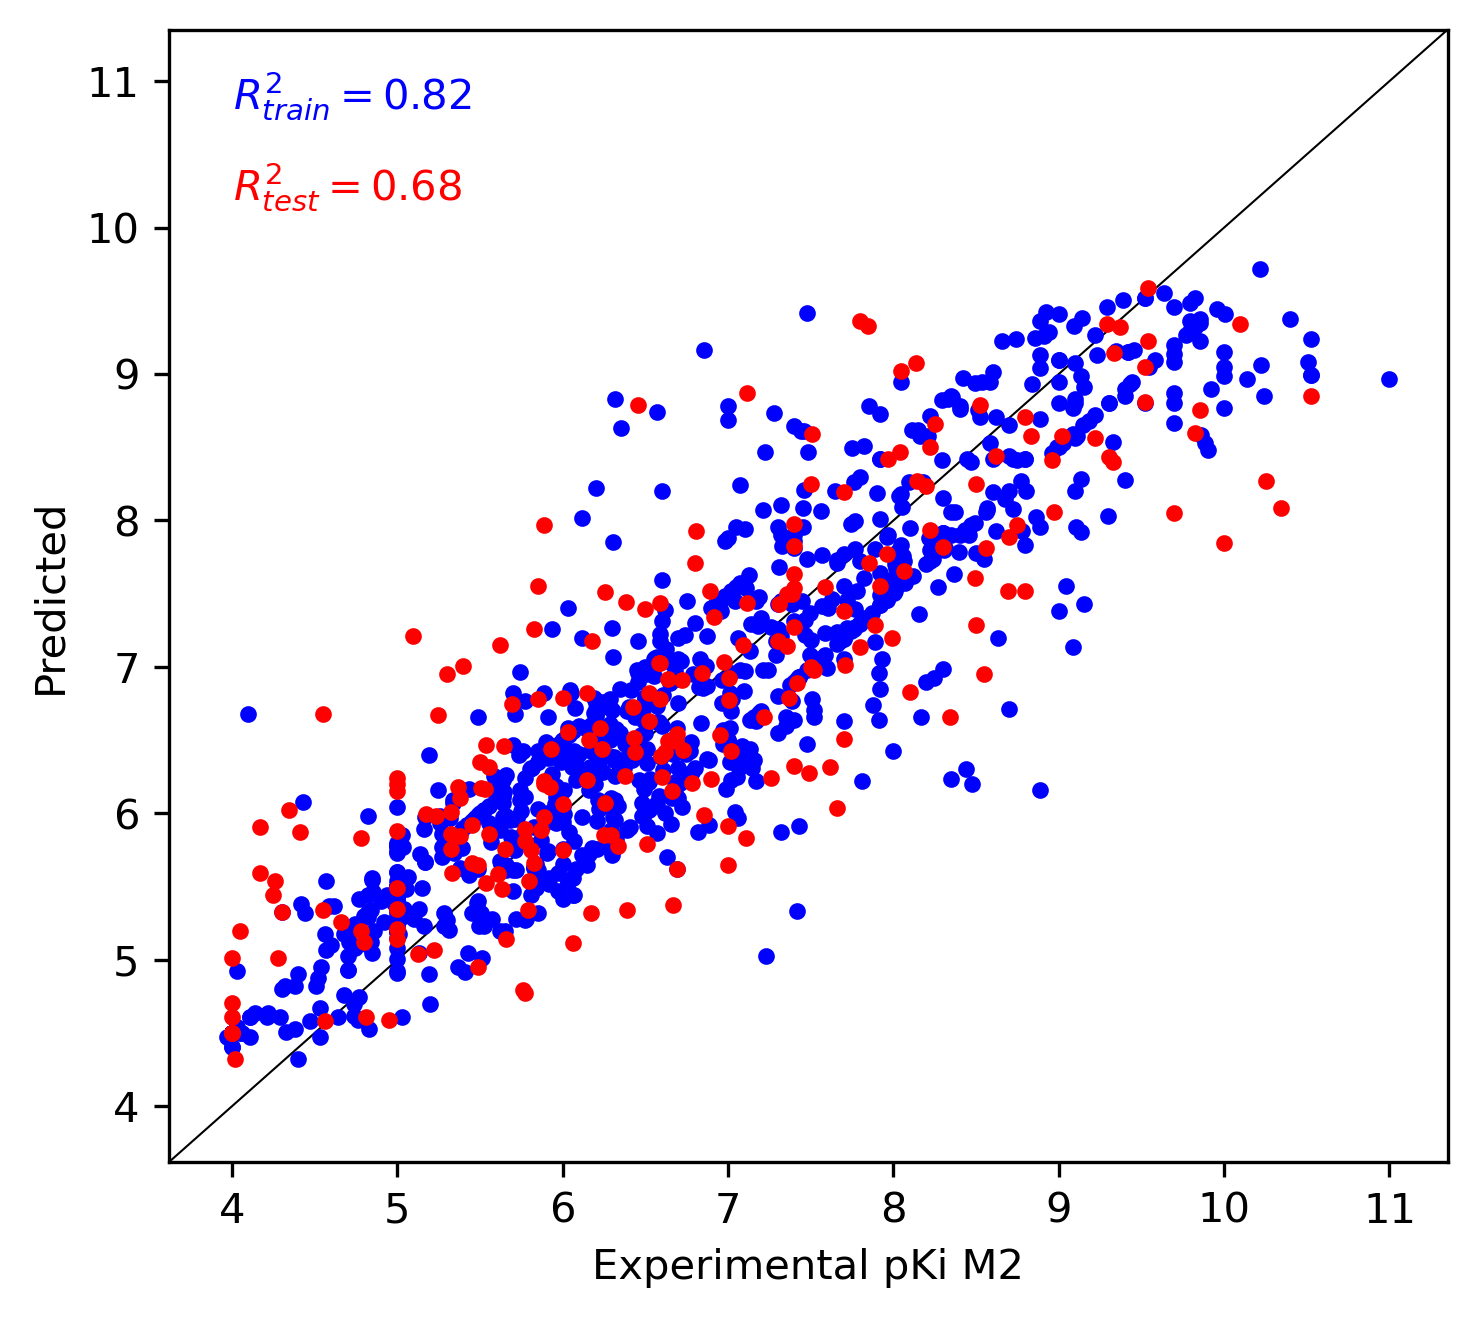 11
10
9
8
7
6
5
4
Predicted
R²train = 0.82
R²test = 0.68
4 5 6 7 8 9 10 11
Experimental pKi M2